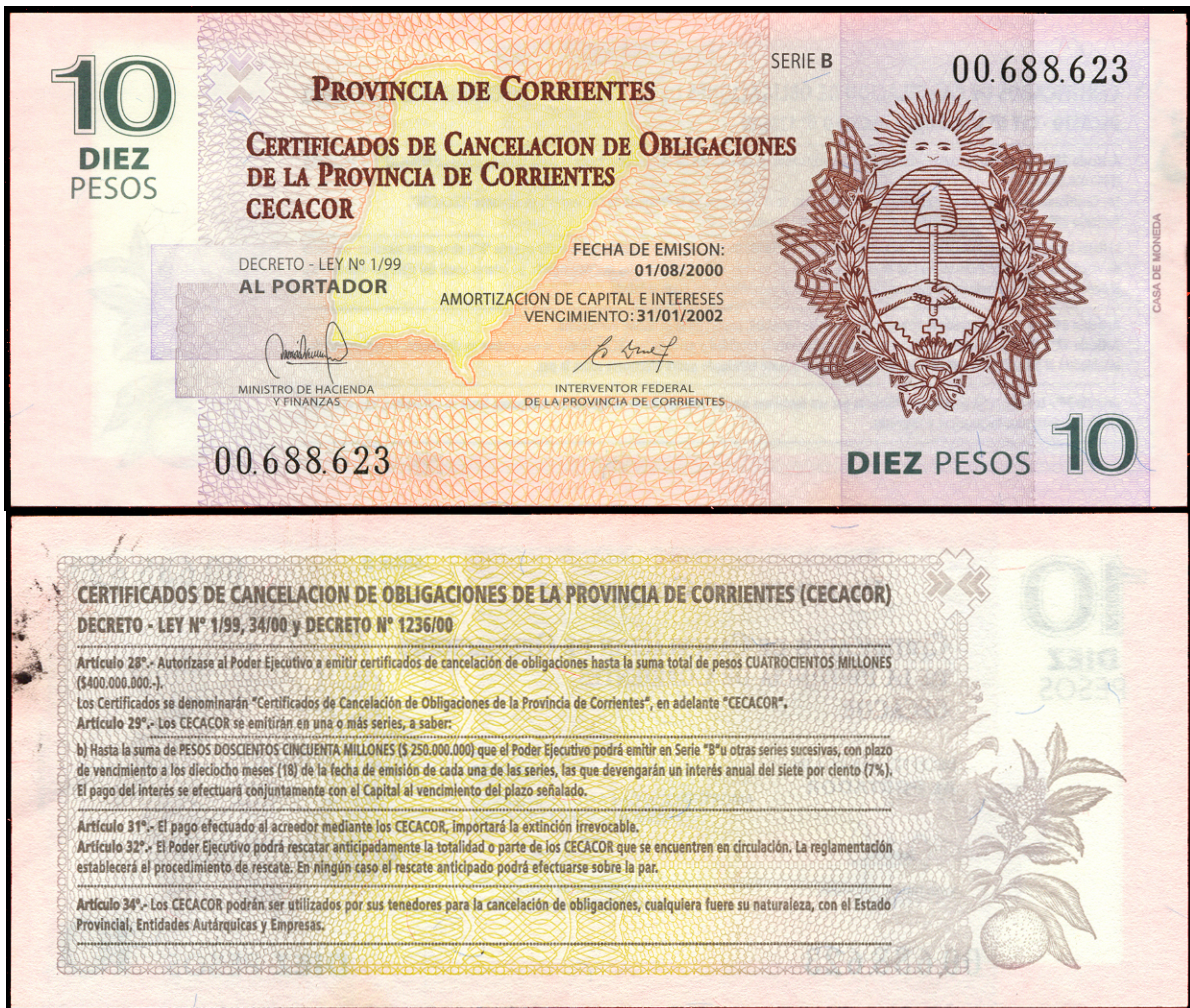 10
DIEZ
PESOS
PROVINCIA DE CORRIENTES
CERTIFICADOS DE CANCELACION DE OBLIGACIONES
DE LA PROVINCIA DE CORRIENTES
CECACOR
SERIE B
00.688.623
DECRETO - LEY Nº 1/99
AL PORTADOR
FECHA DE EMISION:
01/08/2000
AMORTIZACION DE CAPITAL E INTERESES
VENCIMIENTO: 31/01/2002
MINISTRO DE HACIENDA
Y FINANZAS
INTERVENTOR FEDERAL
DE LA PROVINCIA DE CORRIENTES
CASA DE MONEDA
00.688.623
DIEZ PESOS 10
CERTIFICADOS DE CANCELACION DE OBLIGACIONES DE LA PROVINCIA DE CORRIENTES (CECACOR)
DECRETO - LEY Nº 1/99, 34/00 y DECRETO Nº 1236/00
Artículo 28º.- Autorízase al Poder Ejecutivo a emitir certificados de cancelación de obligaciones hasta la suma total de pesos CUATROCIENTOS MILLONES
($400.000.000.-).
Los Certificados se denominarán "Certificados de Cancelación de Obligaciones de la Provincia de Corrientes", en adelante "CECACOR".
Artículo 29º.- Los CECACOR se emitirán en una o más series, a saber:
b) Hasta la suma de PESOS DOSCIENTOS CINCUENTA MILLONES ($ 250.000.000) que el Poder Ejecutivo podrá emitir en Serie "B"u otras series sucesivas, con plazo
de vencimiento a los dieciocho meses (18) de la fecha de emisión de cada una de las series, las que devengarán un interés anual del siete por ciento (7%).
El pago del interés se efectuará conjuntamente con el Capital al vencimiento del plazo señalado.
Artículo 31º.- El pago efectuado al acreedor mediante los CECACOR, importará la extinción irrevocable.
Artículo 32º.- El Poder Ejecutivo podrá rescatar anticipadamente la totalidad o parte de los CECACOR que se encuentren en circulación. La reglamentación
establecerá el procedimiento de rescate. En ningún caso el rescate anticipado podrá efectuarse sobre la par.
Artículo 34º.- Los CECACOR podrán ser utilizados por sus tenedores para la cancelación de obligaciones, cualquiera fuere su naturaleza, con el Estado
Provincial, Entidades Autárquicas y Empresas.
10
DIEZ
PESOS